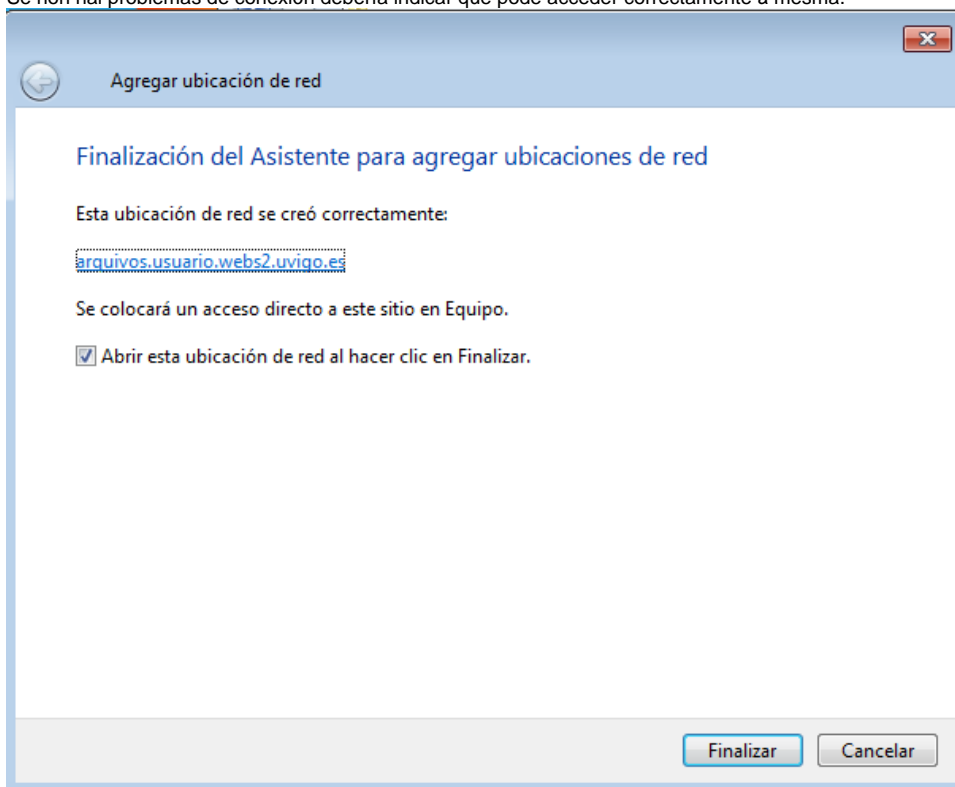 Se non hai problemas de conexión debería indicar que pode acceder correctamente á mesma.
Agregar ubicación de red
Finalización del Asistente para agregar ubicaciones de red
Esta ubicación de red se creó correctamente:
arquivos.usuario.webs2.uvigo.es
Se colocará un acceso directo a este sitio en Equipo.
Abrir esta ubicación de red al hacer clic en Finalizar.
Finalizar
Cancelar